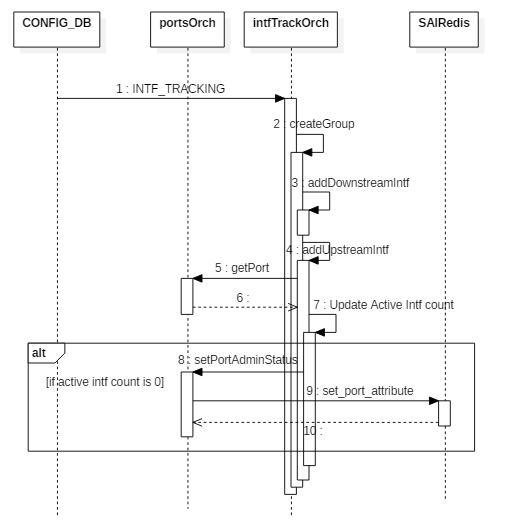 CONFIG_DB
portsOrch
intfTrackOrch
SAIRedis
1 : INTF_TRACKING
2 : createGroup
3 : addDownstreamIntf
4 : addUpstreamIntf
5 : getPort
6 :
7 : Update Active Intf count
alt
8 : setPortAdminStatus
[if active intf count is 0]
9 : set_port_attribute
10 :